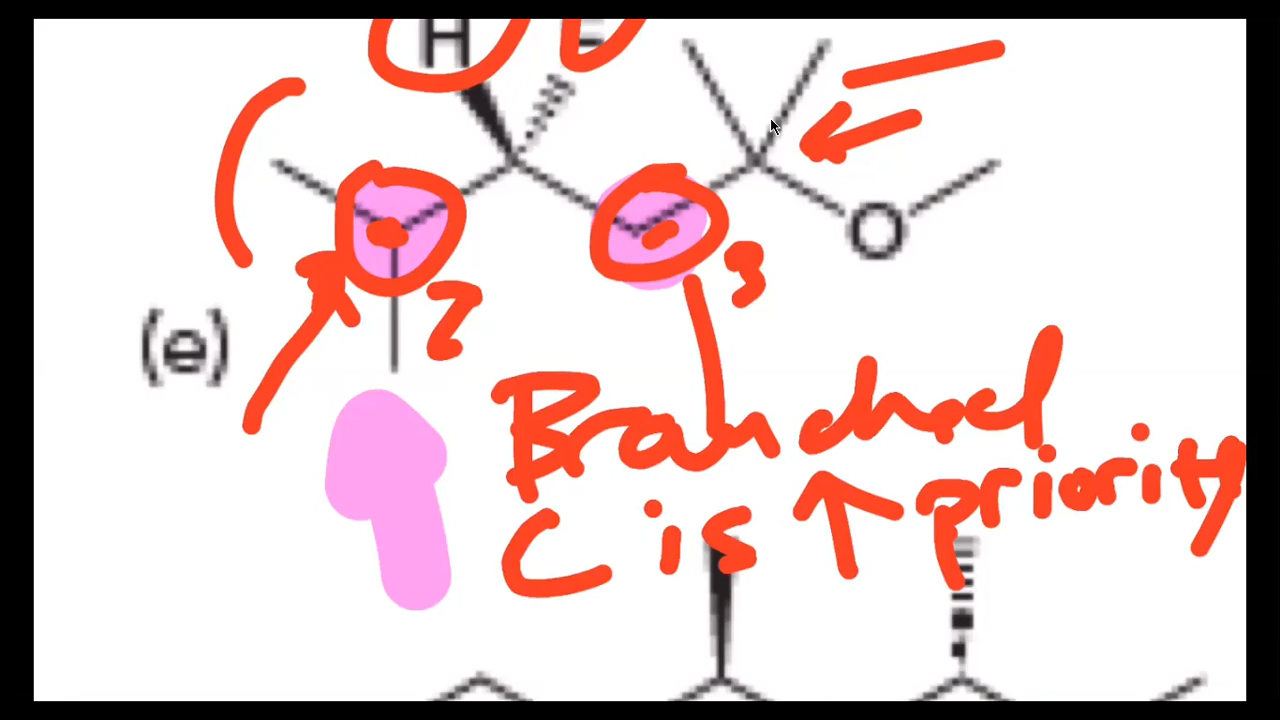 H
O
3
(e)
2
Branched
C is ↑ priority